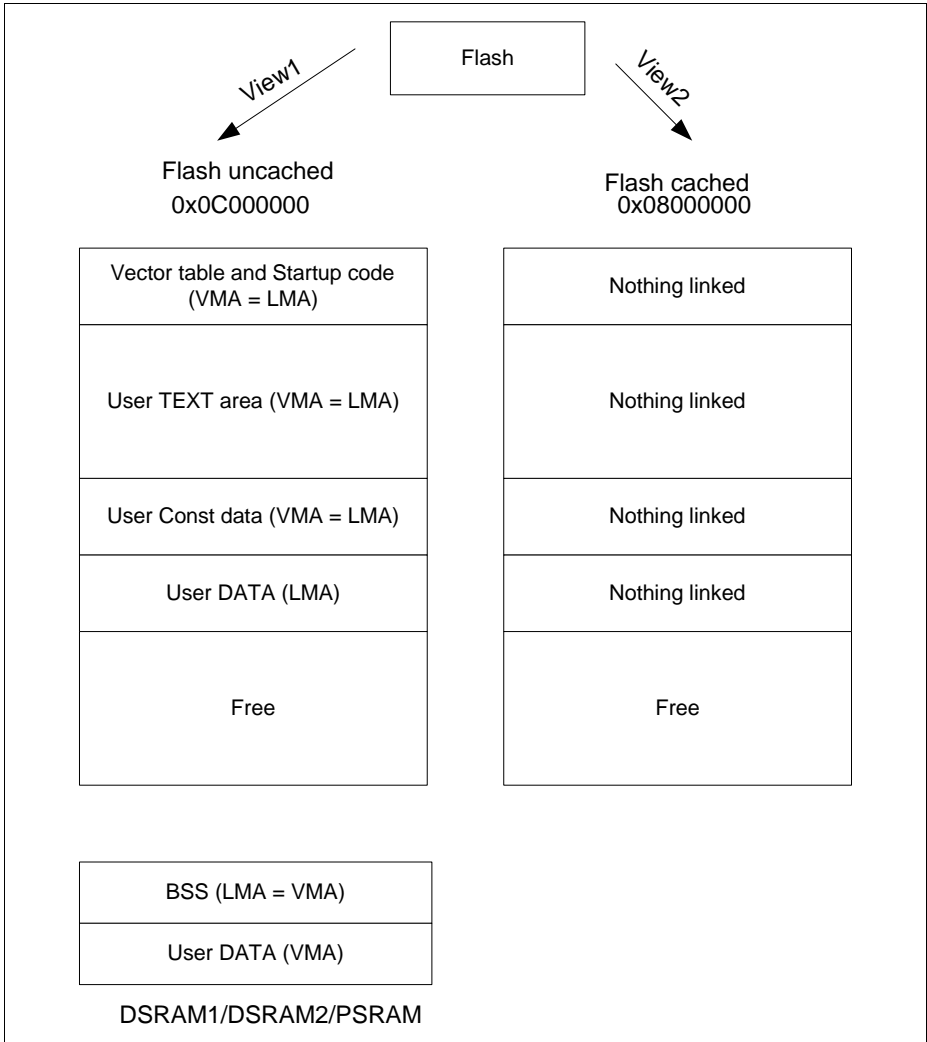 Flash
View1
View2
Flash uncached
0x0C000000
Flash cached
0x08000000
Vector table and Startup code
(VMA = LMA)
User TEXT area (VMA = LMA)
User Const data (VMA = LMA)
User DATA (LMA)
Free
Nothing linked
Nothing linked
Nothing linked
Nothing linked
Free
BSS (LMA = VMA)
User DATA (VMA)
DSRAM1/DSRAM2/PSRAM